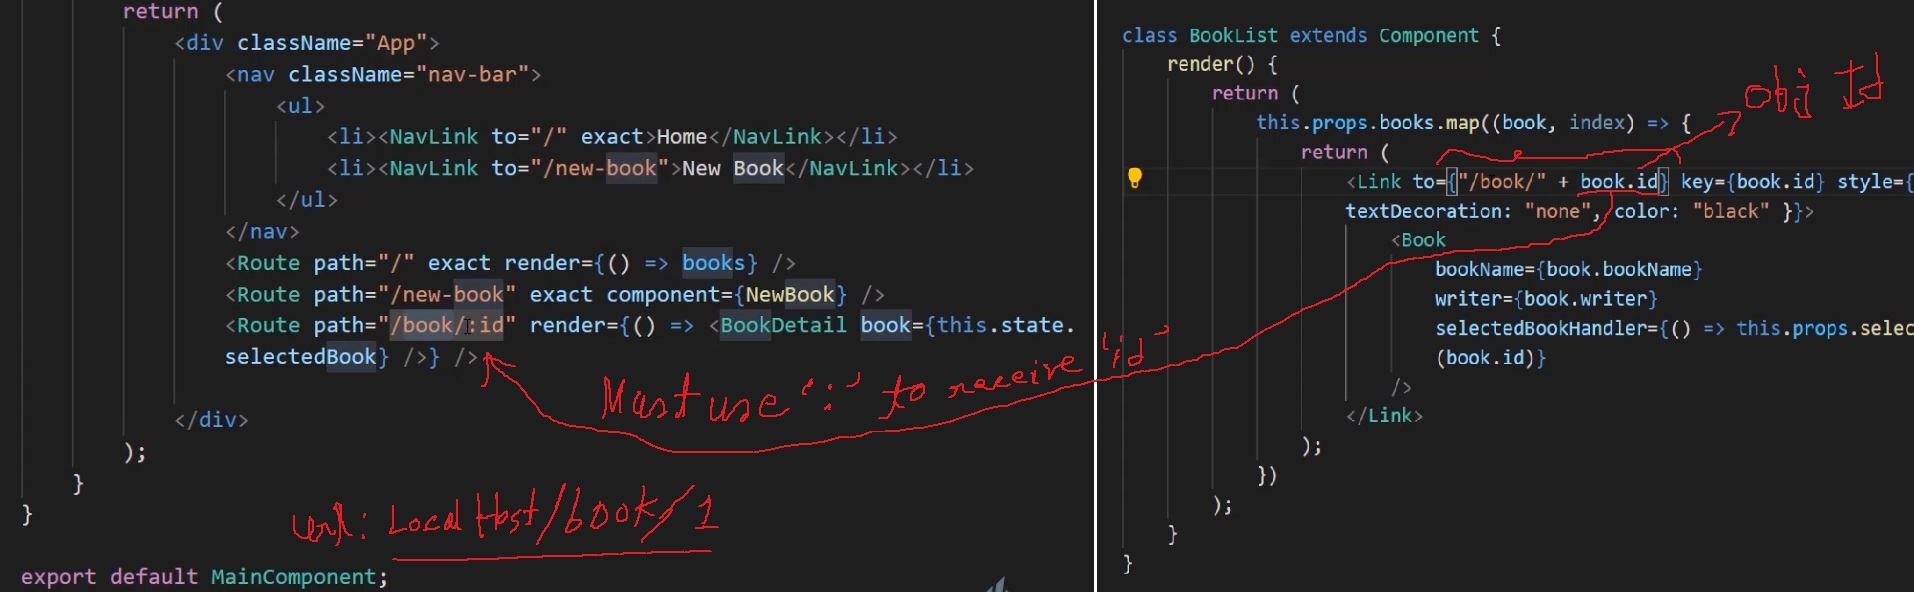 return (
<div className="App">
<nav className="nav-bar">
<ul>
<li><NavLink to="/" exact>Home</NavLink></li>
<li><NavLink to="/new-book">New Book</NavLink></li>
</ul>
</nav>
<Route path="/" exact render={() => books} />
<Route path="/new-book" exact component={NewBook} />
<Route path="/book/:id" render={() => <BookDetail book={this.state.
selectedBook} />} />
</div>
);
}
}
export default MainComponent;
Must use ':' to receive 'id'
url: LocalHost/book/1
class BookList extends Component {
render() {
return (
this.props.books.map((book, index) => {
return (
<Link to={"/book/" + book.id} key={book.id} style={
textDecoration: "none", color: "black" }}>
<Book
bookName={book.bookName}
writer={book.writer}
selectedBookHandler={() => this.props.selec
(book.id)}
/>
</Link>
);
})
);
}
}
obj Id